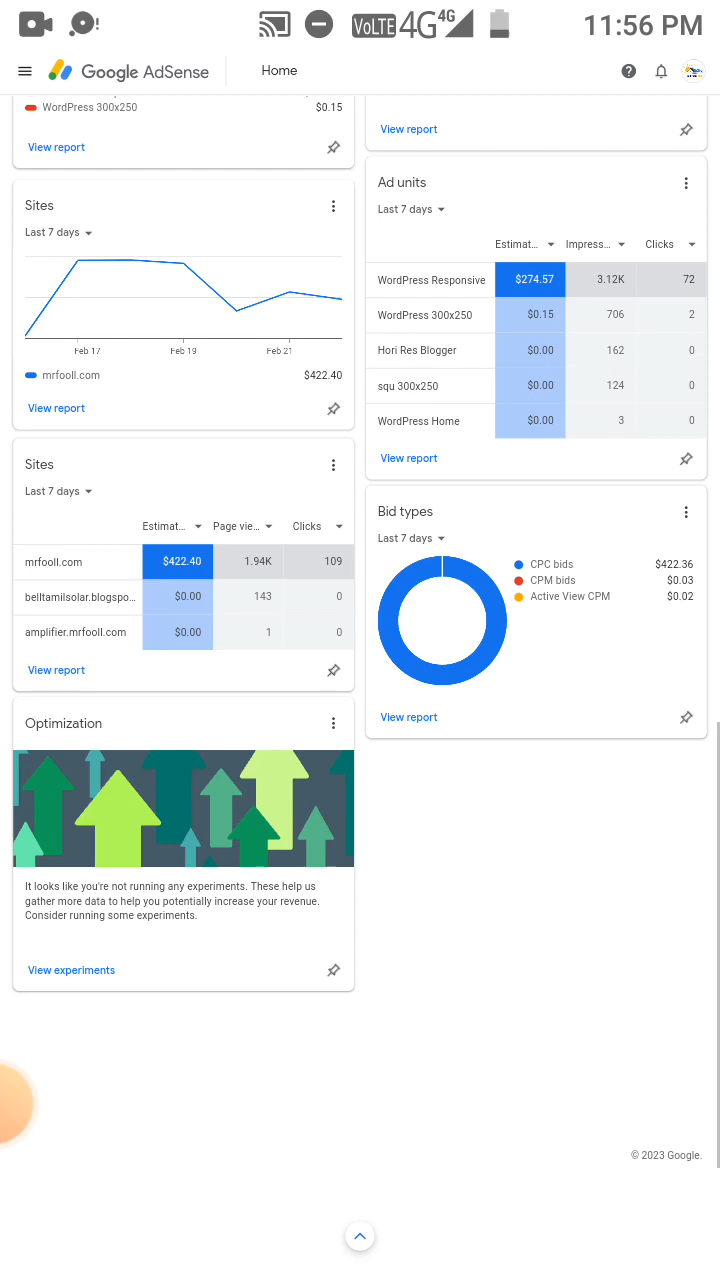 VoLTE 4G 4G 11:56 PM
Google AdSense Home
WordPress 300x250 $0.15
View report
Sites
Last 7 days
Feb 17 Feb 19 Feb 21
mrfooll.com $422.40
View report
Sites
Last 7 days
Estimat... Page vie... Clicks
mrfooll.com $422.40 1.94K 109
belltamilsolar.blogspo... $0.00 143 0
amplifier.mrfooll.com $0.00 1 0
View report
Optimization
It looks like you're not running any experiments. These help us
gather more data to help you potentially increase your revenue.
Consider running some experiments.
View experiments
View report
Ad units
Last 7 days
Estimat... Impress... Clicks
WordPress Responsive $274.57 3.12K 72
WordPress 300x250 $0.15 706 2
Hori Res Blogger $0.00 162 0
squ 300x250 $0.00 124 0
WordPress Home $0.00 3 0
View report
Bid types
Last 7 days
CPC bids $422.36
CPM bids $0.03
Active View CPM $0.02
View report
© 2023 Google.